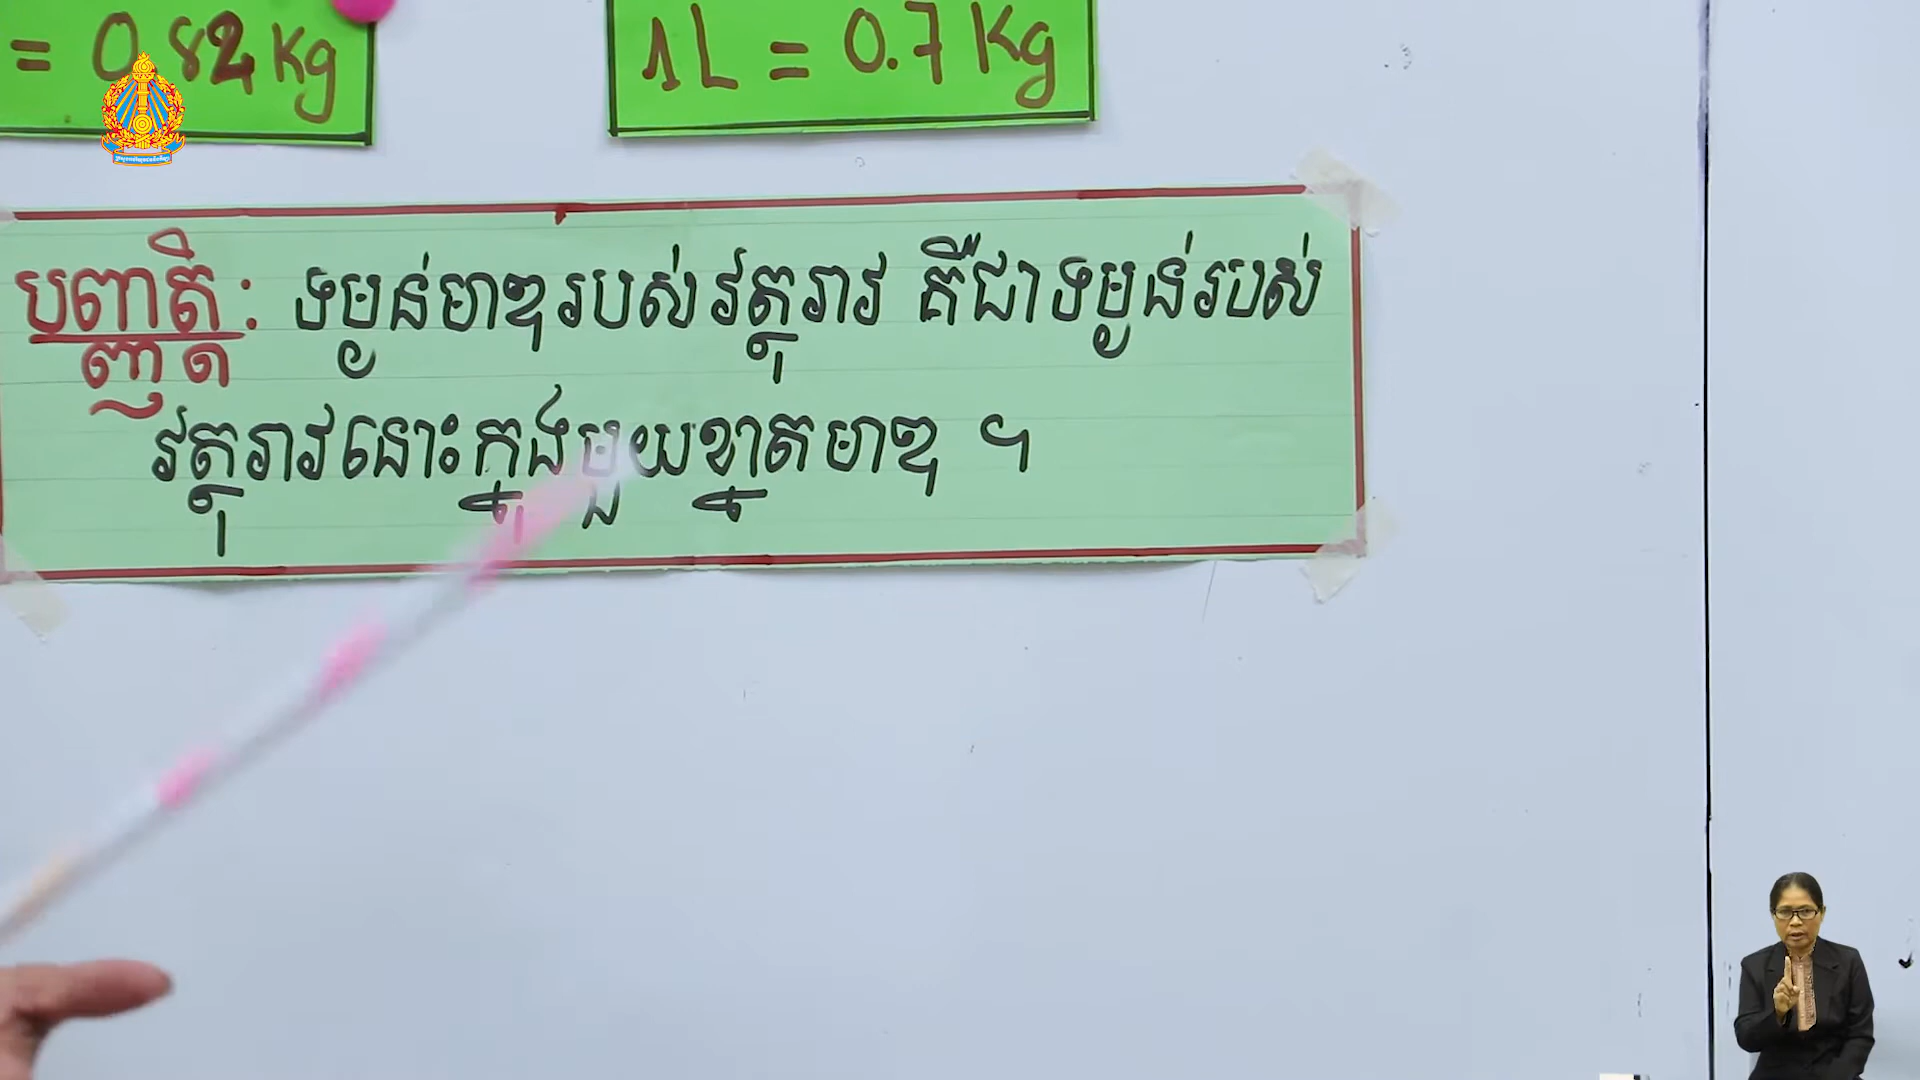 = 0.82 Kg
1L = 0.7 Kg
បញ្ញត្តិ : ទម្ងន់មាឌរបស់វត្ថុរាវ គឺជាទម្ងន់របស់
វត្ថុរាវនោះក្នុងមួយខ្នាតមាឌ ។